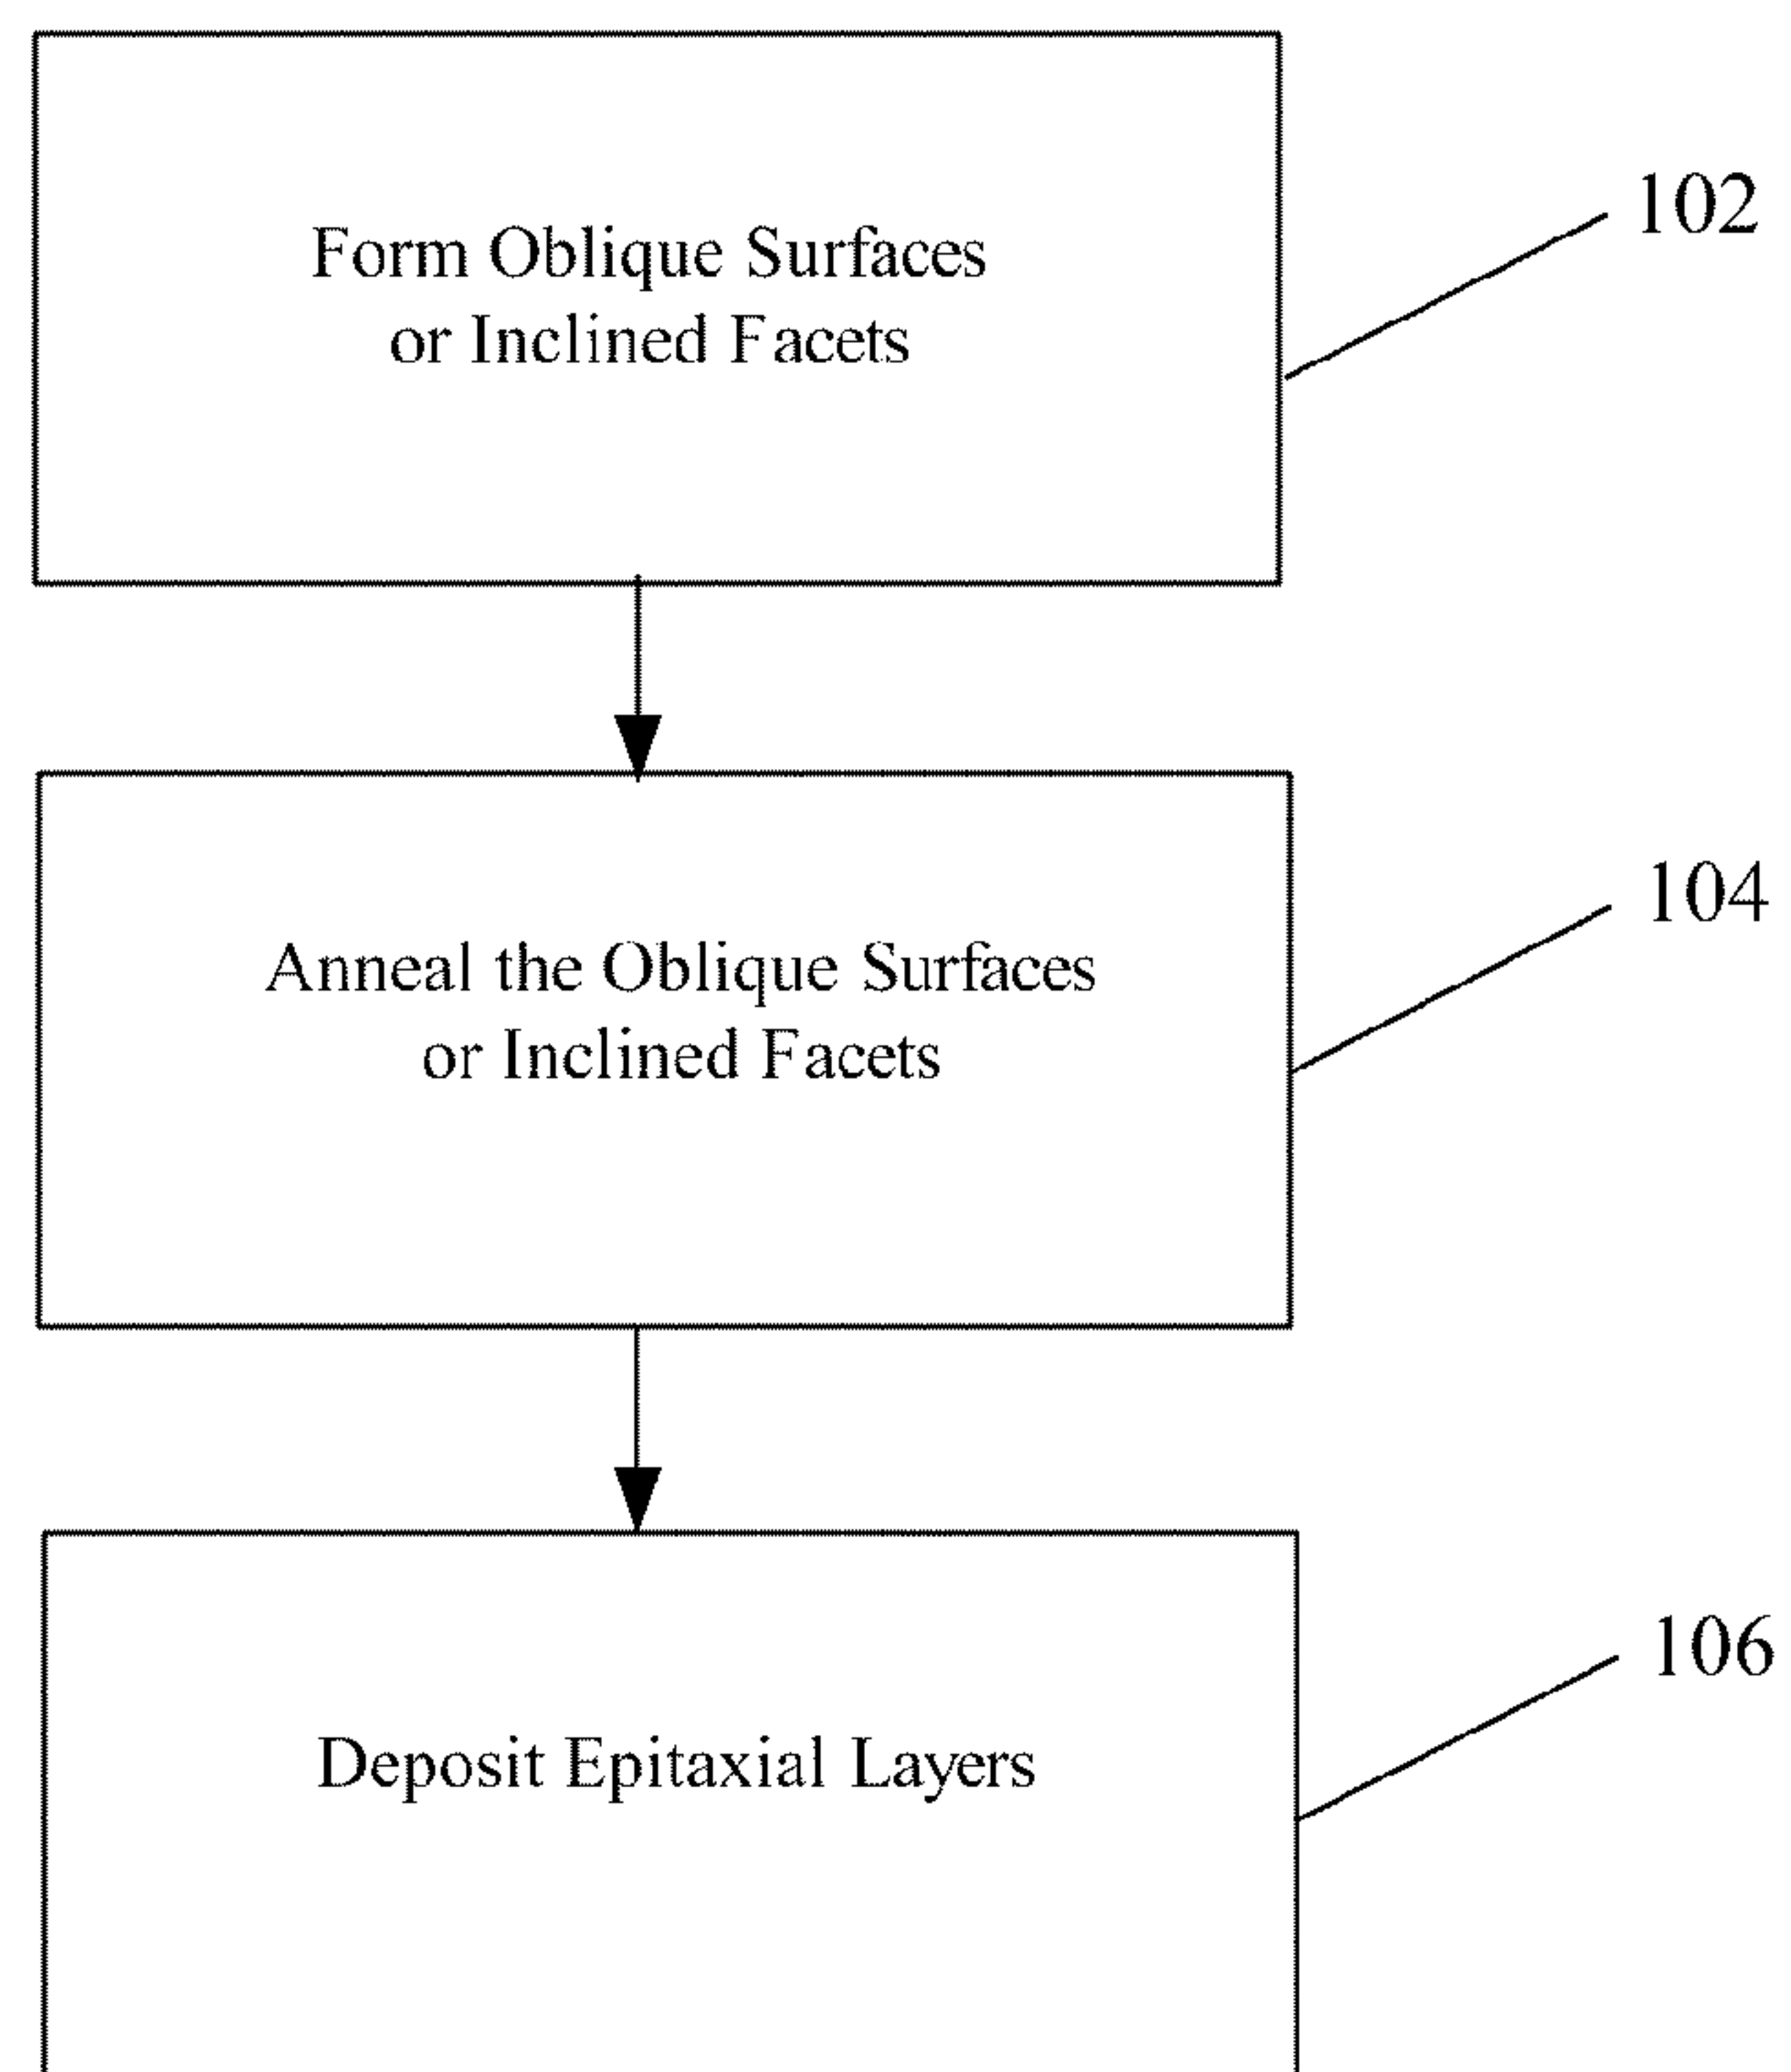 Form Oblique Surfaces
or Inclined Facets
102
Anneal the Oblique Surfaces
or Inclined Facets
104
Deposit Epitaxial Layers
106